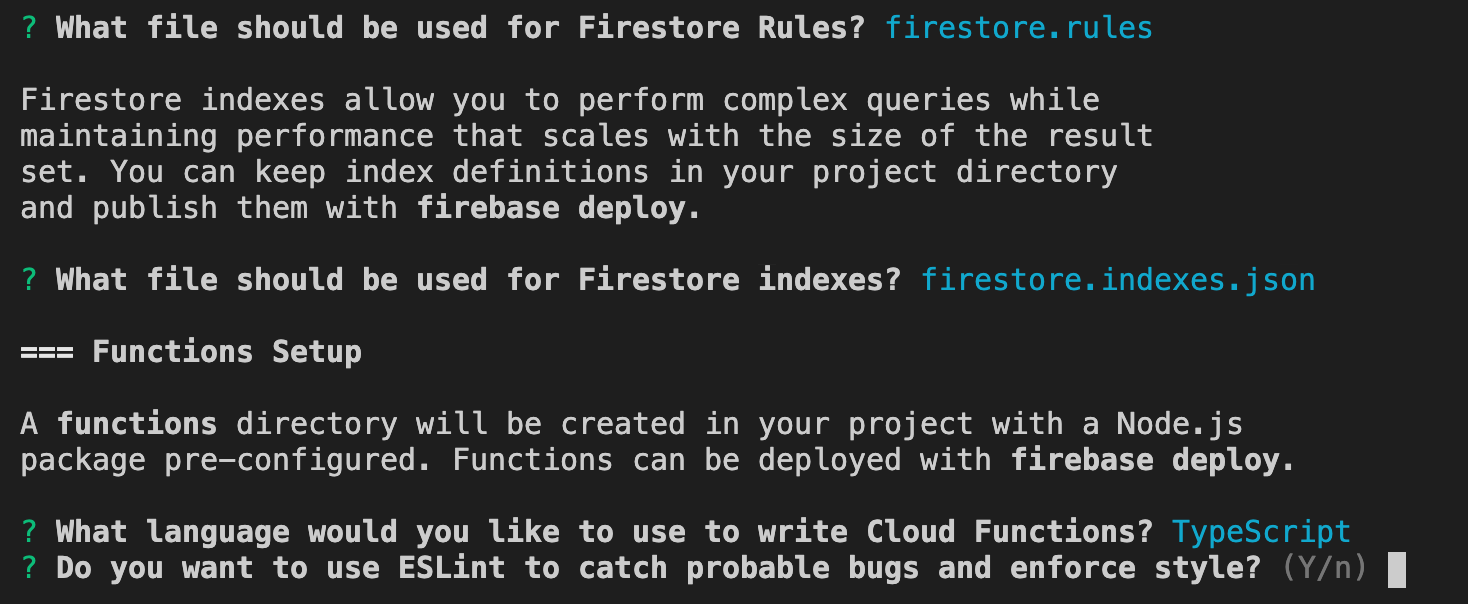 ? What file should be used for Firestore Rules? firestore.rules
Firestore indexes allow you to perform complex queries while
maintaining performance that scales with the size of the result
set. You can keep index definitions in your project directory
and publish them with firebase deploy.
? What file should be used for Firestore indexes? firestore.indexes.json
=== Functions Setup
A functions directory will be created in your project with a Node.js
package pre-configured. Functions can be deployed with firebase deploy.
? What language would you like to use to write Cloud Functions? TypeScript
? Do you want to use ESLint to catch probable bugs and enforce style? (Y/n)